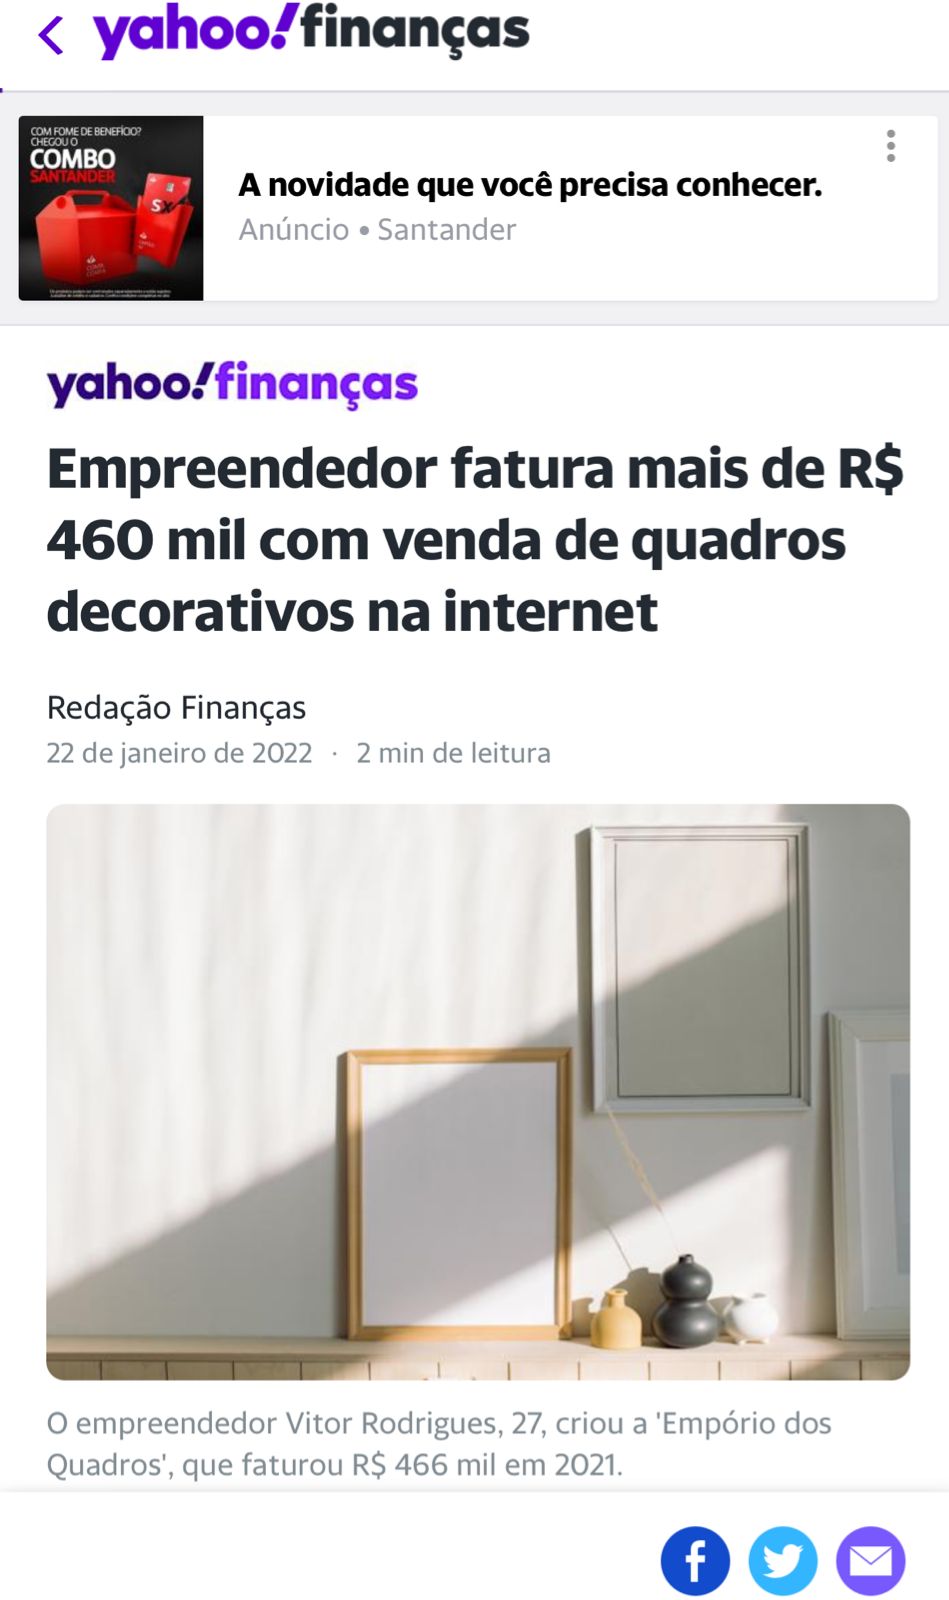 yahoo!finanças
COM FOME DE BENEFÍCIO?
CHEGOU O
COMBO
SANTANDER
SX
A novidade que você precisa conhecer.
Anúncio • Santander
yahoo!finanças
Empreendedor fatura mais de R$
460 mil com venda de quadros
decorativos na internet
Redação Finanças
22 de janeiro de 2022 · 2 min de leitura
O empreendedor Vitor Rodrigues, 27, criou a 'Empório dos
Quadros', que faturou R$ 466 mil em 2021.